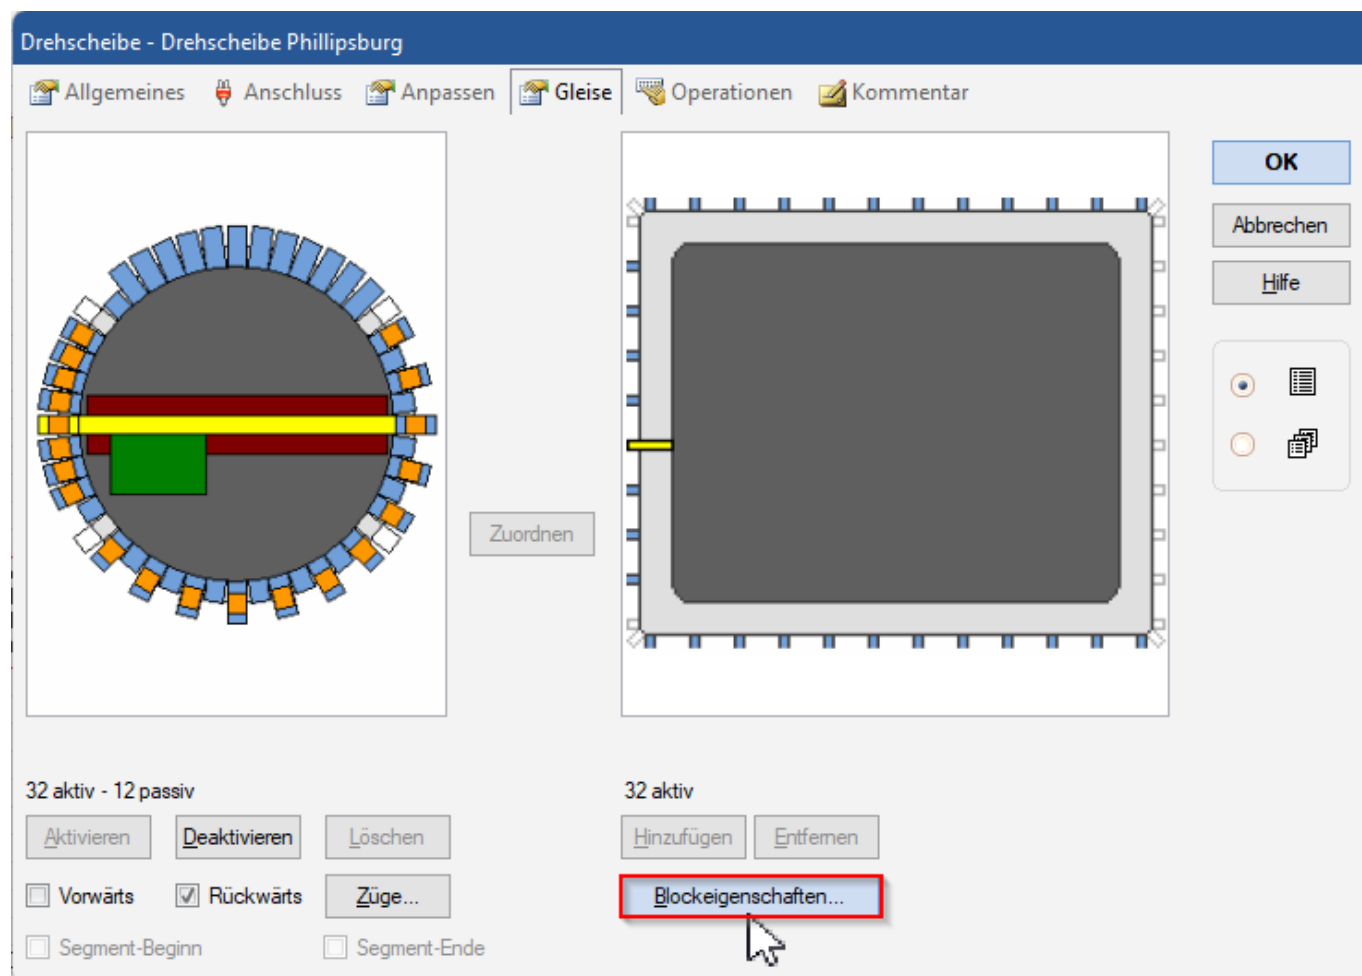 Drehscheibe - Drehscheibe Phillipsburg
Allgemeines Anschluss Anpassen Gleise Operationen Kommentar
OK
Abbrechen
Hilfe
Zuordnen
32 aktiv - 12 passiv 32 aktiv
Aktivieren Deaktivieren Löschen Hinzufügen Entfernen
Vorwärts Rückwärts Züge... Blockeigenschaften...
Segment-Beginn Segment-Ende